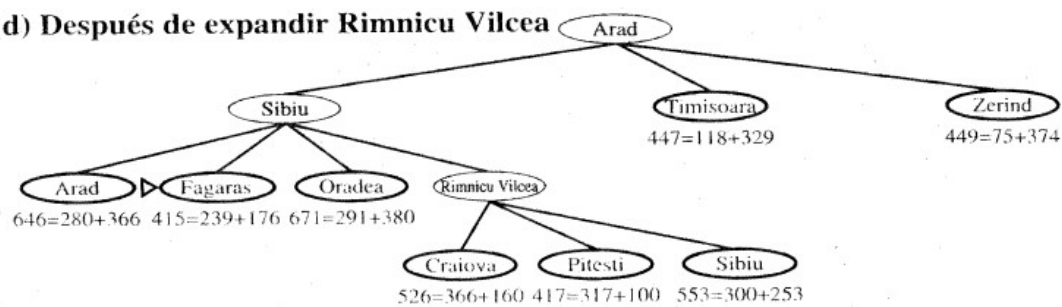 d) Después de expandir Rimnicu Vilcea
Arad
Sibiu
Timisoara
Zerind
447=118+329
449=75+374
Arad
Fagaras
Oradea
Rimnicu Vilcea
646=280+366 415=239+176 671=291+380
Craiova
Pitesti
Sibiu
526=366+160 417=317+100 553=300+253